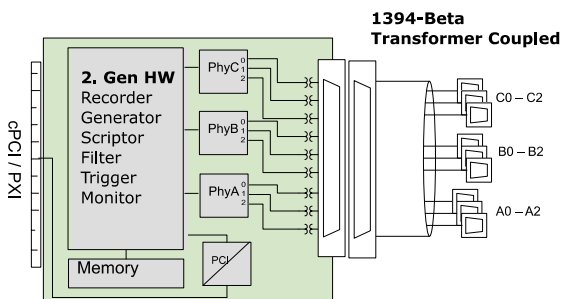 1394-Beta
Transformer Coupled
cPCI / PXI
2. Gen HW
Recorder
Generator
Scriptor
Filter
Trigger
Monitor
Memory
PhyC
0
1
2
PhyB
0
1
2
PhyA
0
1
2
PCI
C0 – C2
B0 – B2
A0 – A2